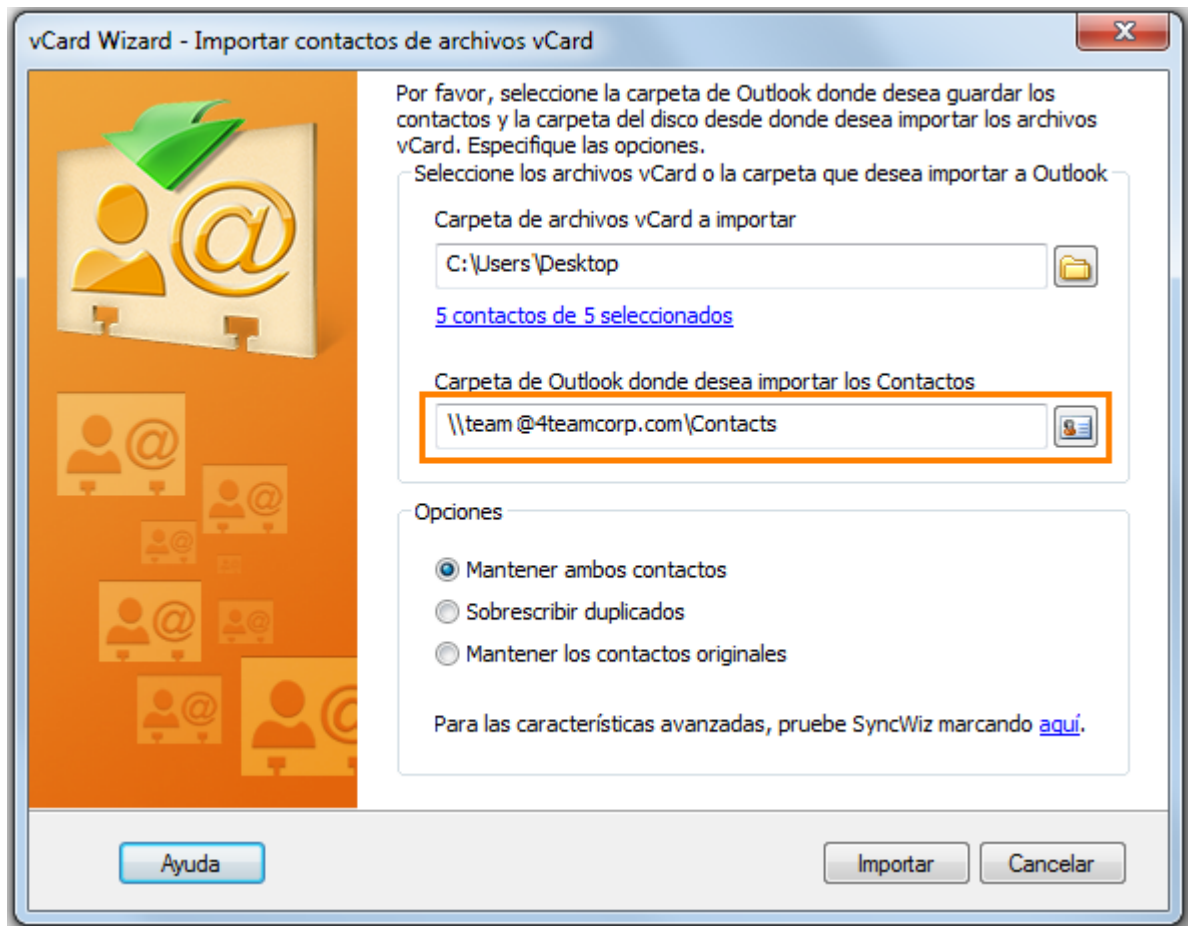 vCard Wizard - Importar contactos de archivos vCard
Por favor, seleccione la carpeta de Outlook donde desea guardar los
contactos y la carpeta del disco desde donde desea importar los archivos
vCard. Especifique las opciones.
Seleccione los archivos vCard o la carpeta que desea importar a Outlook
Carpeta de archivos vCard a importar
C:\Users\Desktop
5 contactos de 5 seleccionados
Carpeta de Outlook donde desea importar los Contactos
\\team@4teamcorp.com\Contacts
Opciones
Mantener ambos contactos
Sobrescribir duplicados
Mantener los contactos originales
Para las características avanzadas, pruebe SyncWiz marcando aquí.
Ayuda
Importar
Cancelar